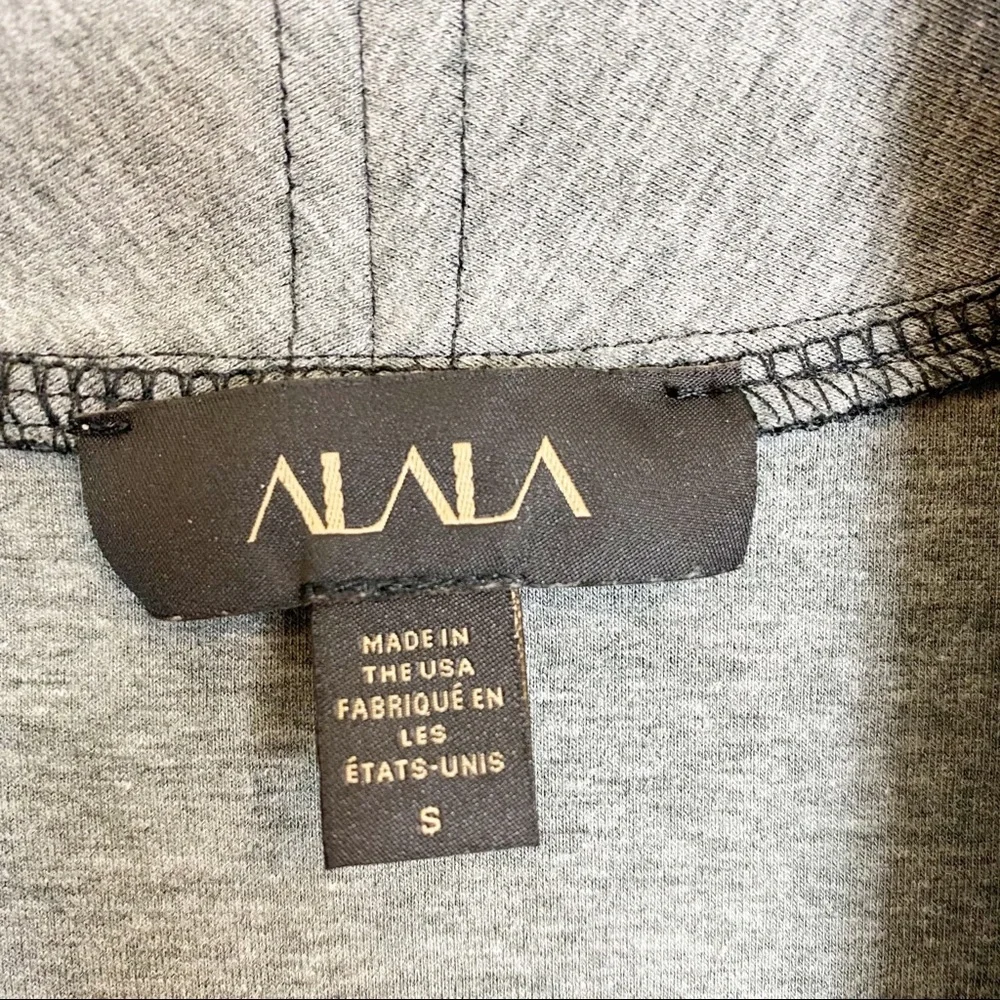 ALALA
MADE IN
THE USA
FABRIQUÉ EN
LES
ÉTATS-UNIS
S